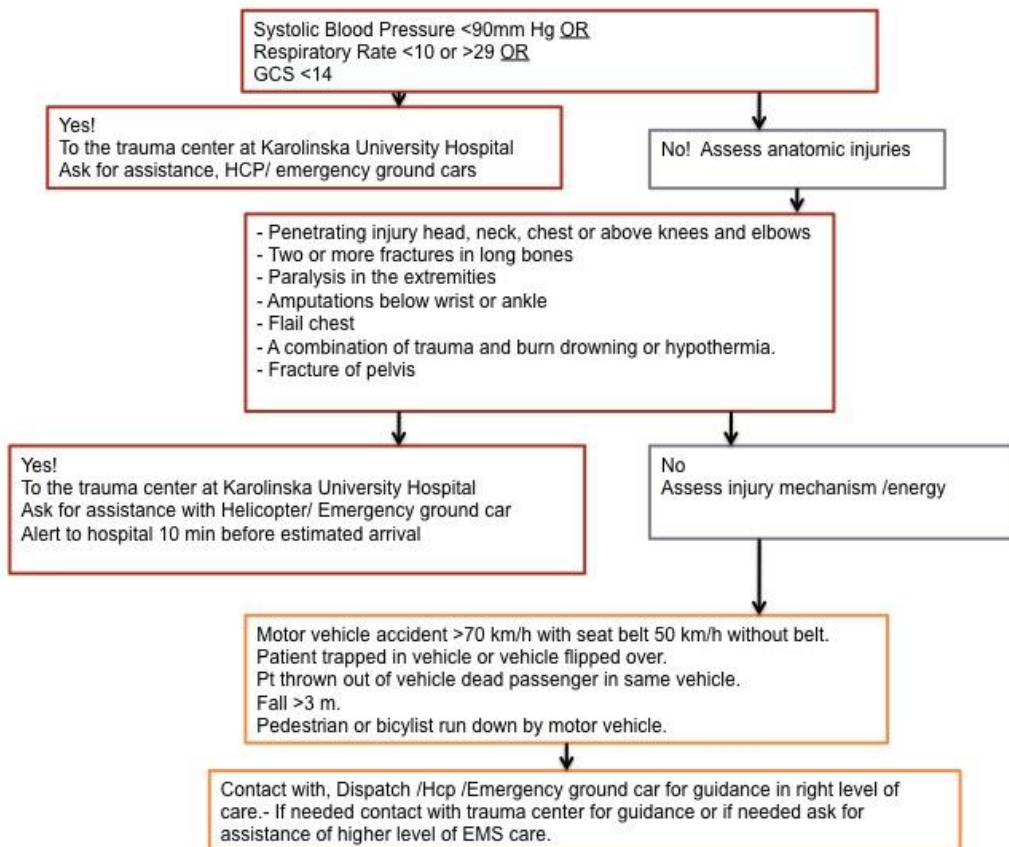 Systolic Blood Pressure <90mm Hg OR
Respiratory Rate <10 or >29 OR
GCS <14
Yes!
To the trauma center at Karolinska University Hospital
Ask for assistance, HCP/ emergency ground cars
No!  Assess anatomic injuries
- Penetrating injury head, neck, chest or above knees and elbows
- Two or more fractures in long bones
- Paralysis in the extremities
- Amputations below wrist or ankle
- Flail chest
- A combination of trauma and burn drowning or hypothermia.
- Fracture of pelvis
Yes!
To the trauma center at Karolinska University Hospital
Ask for assistance with Helicopter/ Emergency ground car
Alert to hospital 10 min before estimated arrival
No
Assess injury mechanism /energy
Motor vehicle accident >70 km/h with seat belt 50 km/h without belt.
Patient trapped in vehicle or vehicle flipped over.
Pt thrown out of vehicle dead passenger in same vehicle.
Fall >3 m.
Pedestrian or bicylist run down by motor vehicle.
Contact with, Dispatch /Hcp /Emergency ground car for guidance in right level of
care.- If needed contact with trauma center for guidance or if needed ask for
assistance of higher level of EMS care.